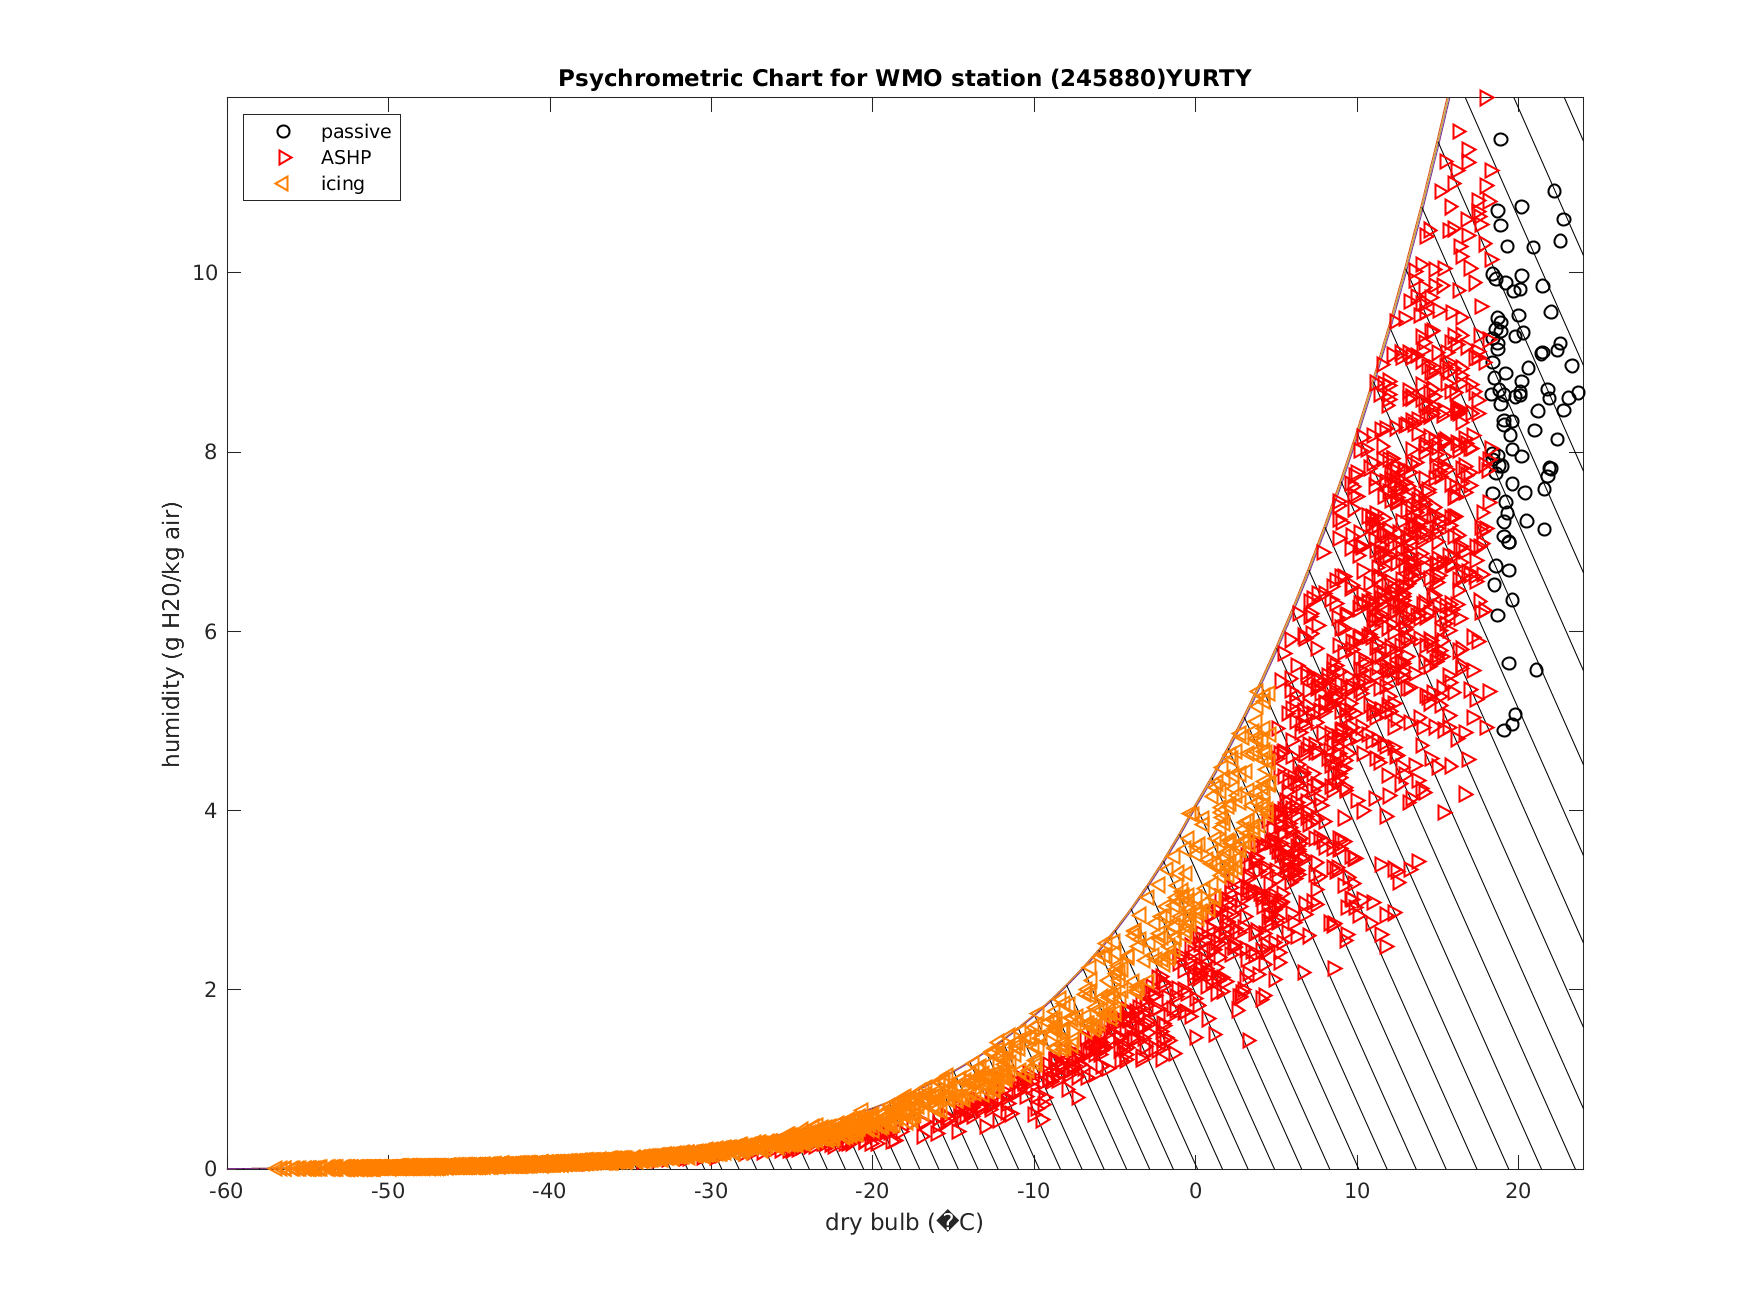 Psychrometric Chart for WMO station (245880)YURTY
passive
ASHP
icing
10
8
6
4
2
0
humidity (g H20/kg air)
-60 -50 -40 -30 -20 -10 0 10 20
dry bulb (�C)